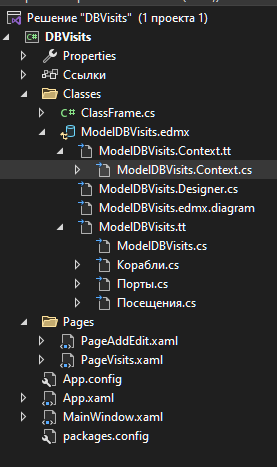 Решение "DBVisits" (1 проекта 1)
DBVisits
Properties
Ссылки
Classes
ClassFrame.cs
ModelDBVisits.edmx
ModelDBVisits.Context.tt
ModelDBVisits.Context.cs
ModelDBVisits.Designer.cs
ModelDBVisits.edmx.diagram
ModelDBVisits.tt
ModelDBVisits.cs
Корабли.cs
Порты.cs
Посещения.cs
Pages
PageAddEdit.xaml
PageVisits.xaml
App.config
App.xaml
MainWindow.xaml
packages.config